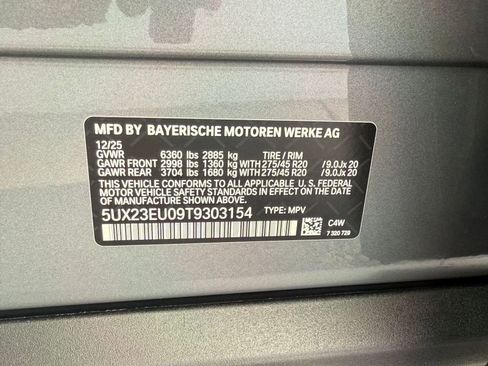 MFD BY BAYERISCHE MOTOREN WERKE AG
12/25
GVWR 6360 lbs 2885 kg TIRE / RIM
GAWR FRONT 2998 lbs 1360 kg WITH 275/45 R20 / 9.0Jx 20
GAWR REAR 3704 lbs 1680 kg WITH 275/45 R20 / 9.0Jx 20
THIS VEHICLE CONFORMS TO ALL APPLICABLE U. S. FEDERAL
MOTOR VEHICLE SAFETY STANDARDS IN EFFECT ON THE DATE
OF MANUFACTURE SHOWN ABOVE.
5UX23EU09T9303154 TYPE: MPV
C4W
7 320 729